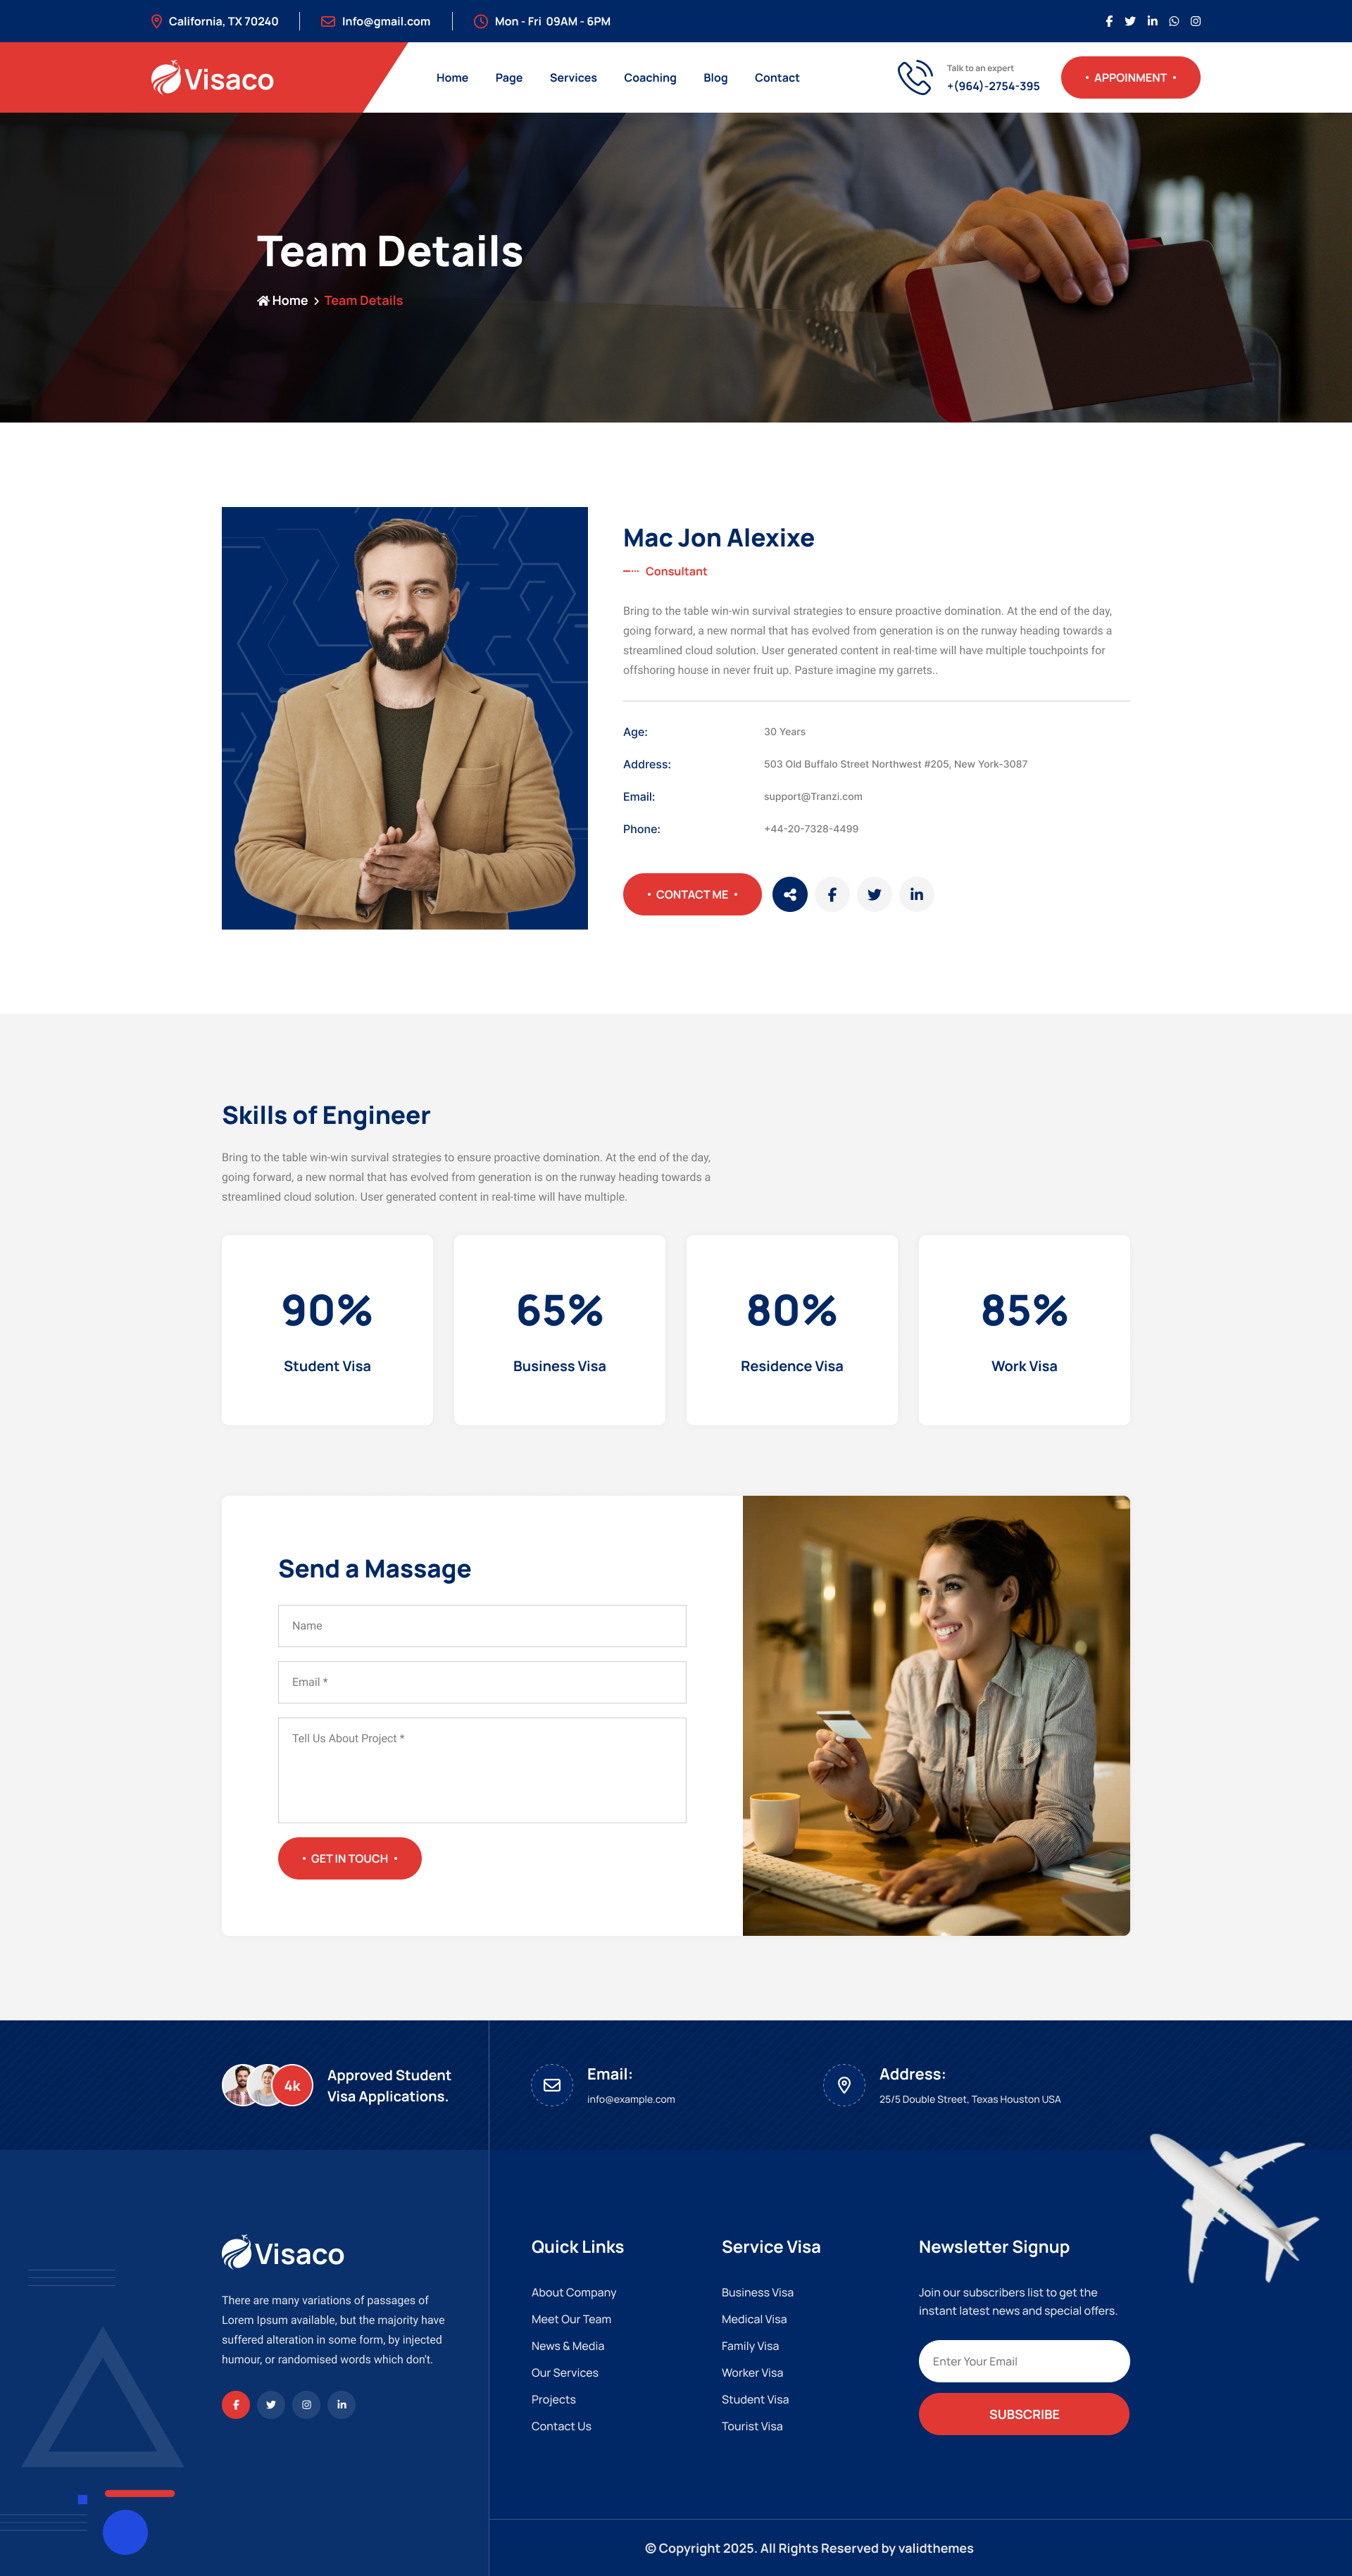 California, TX 70240
Info@gmail.com
Mon - Fri 09AM - 6PM
Visaco
Home
Page
Services
Coaching
Blog
Contact
Talk to an expert
+(964)-2754-395
• APPOINMENT •
Team Details
Home > Team Details
Mac Jon Alexixe
Consultant
Bring to the table win-win survival strategies to ensure proactive domination. At the end of the day,
going forward, a new normal that has evolved from generation is on the runway heading towards a
streamlined cloud solution. User generated content in real-time will have multiple touchpoints for
offshoring house in never fruit up. Pasture imagine my garrets..
Age: 30 Years
Address: 503 Old Buffalo Street Northwest #205, New York-3087
Email: support@Tranzi.com
Phone: +44-20-7328-4499
• CONTACT ME •
Skills of Engineer
Bring to the table win-win survival strategies to ensure proactive domination. At the end of the day,
going forward, a new normal that has evolved from generation is on the runway heading towards a
streamlined cloud solution. User generated content in real-time will have multiple.
90%
Student Visa
65%
Business Visa
80%
Residence Visa
85%
Work Visa
Send a Massage
Name
Email *
Tell Us About Project *
• GET IN TOUCH •
4k
Approved Student
Visa Applications.
Email:
info@example.com
Address:
25/5 Double Street, Texas Houston USA
Visaco
There are many variations of passages of
Lorem Ipsum available, but the majority have
suffered alteration in some form, by injected
humour, or randomised words which don't.
Quick Links
About Company
Meet Our Team
News & Media
Our Services
Projects
Contact Us
Service Visa
Business Visa
Medical Visa
Family Visa
Worker Visa
Student Visa
Tourist Visa
Newsletter Signup
Join our subscribers list to get the
instant latest news and special offers.
Enter Your Email
SUBSCRIBE
© Copyright 2025. All Rights Reserved by validthemes